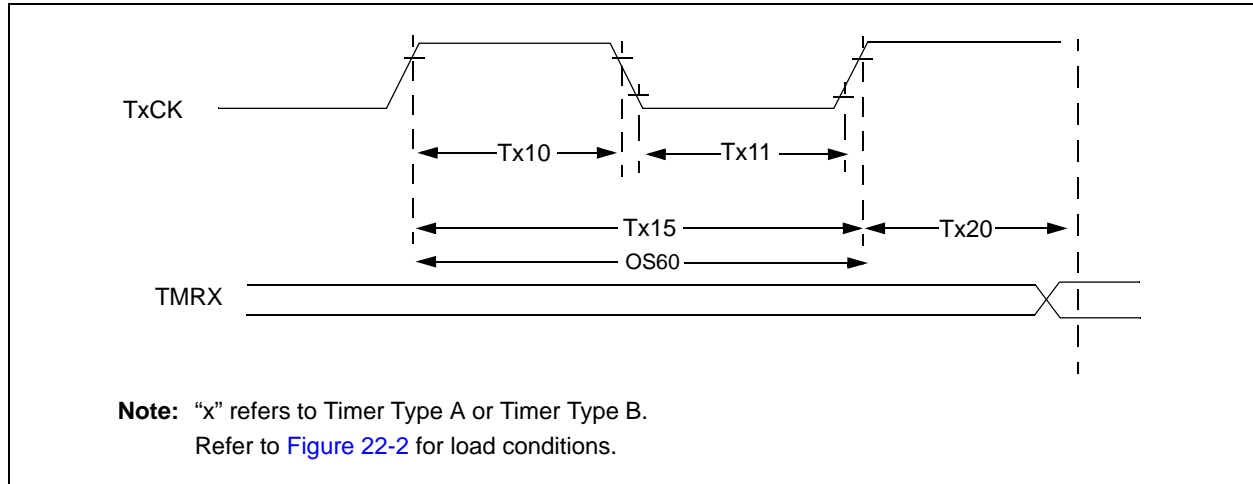 TxCK
Tx10
Tx11
Tx15
Tx20
OS60
TMRX
Note: “x” refers to Timer Type A or Timer Type B.
Refer to Figure 22-2 for load conditions.